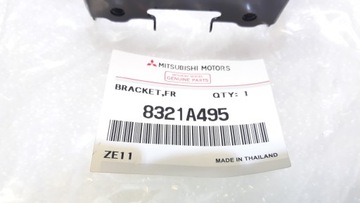 MITSUBISHI MOTORS
GENUINE PARTS
BRACKET,FR QTY: 1
8321A495
ZE11
MADE IN THAILAND